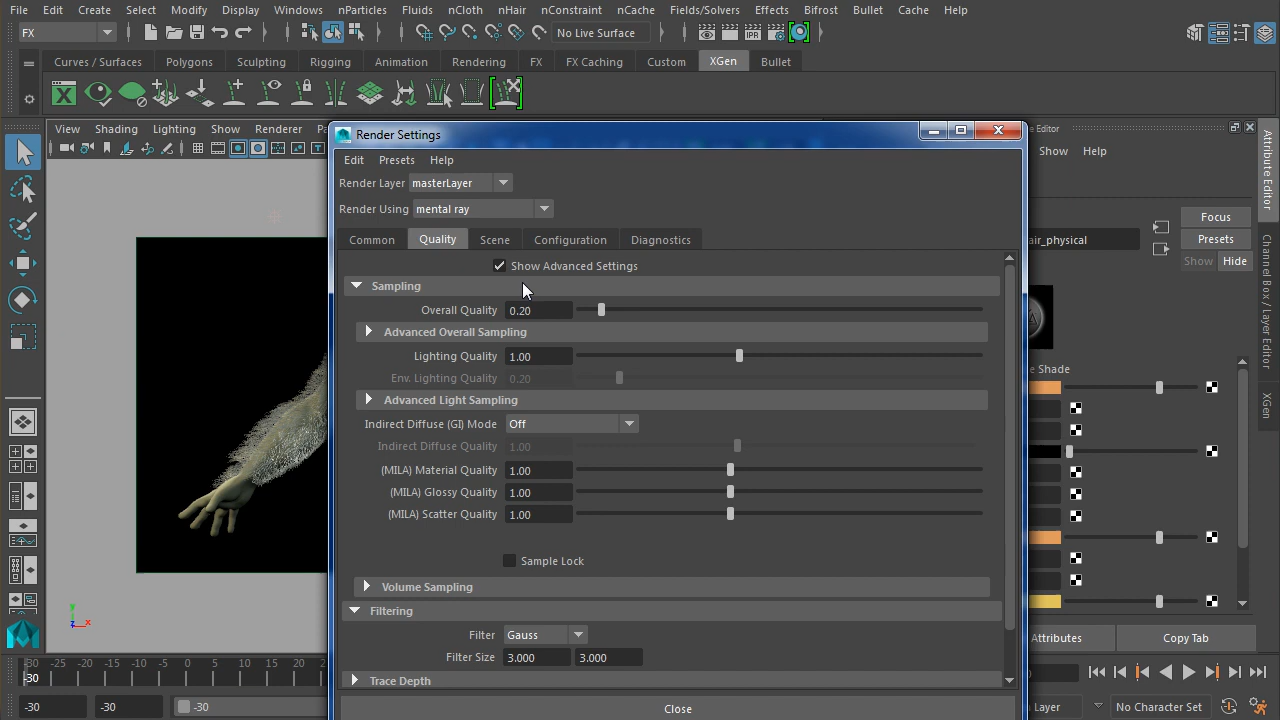 File Edit Create Select Modify Display Windows nParticles Fluids nCloth nHair nConstraint nCache Fields/Solvers Effects Bifrost Bullet Cache Help
FX No Live Surface IPR
Curves / Surfaces Polygons Sculpting Rigging Animation Rendering FX FX Caching Custom XGen Bullet
View Shading Lighting Show Renderer
Render Settings
Edit Presets Help
Render Layer masterLayer
Render Using mental ray
Common Quality Scene Configuration Diagnostics
Show Advanced Settings
Sampling
Overall Quality 0.20
Advanced Overall Sampling
Lighting Quality 1.00
Env. Lighting Quality 0.20
Advanced Light Sampling
Indirect Diffuse (GI) Mode Off
Indirect Diffuse Quality 1.00
(MILA) Material Quality 1.00
(MILA) Glossy Quality 1.00
(MILA) Scatter Quality 1.00
Sample Lock
Volume Sampling
Filtering
Filter Gauss
Filter Size 3.000 3.000
Trace Depth
Close
Show Help
Focus
Presets
Show Hide
Attribute Editor
Channel Box / Layer Editor
XGen
Attributes Copy Tab
-30 -25 -20 -15 -10 -5 0 5 10 15 20
-30
-30 -30 -30
No Character Set